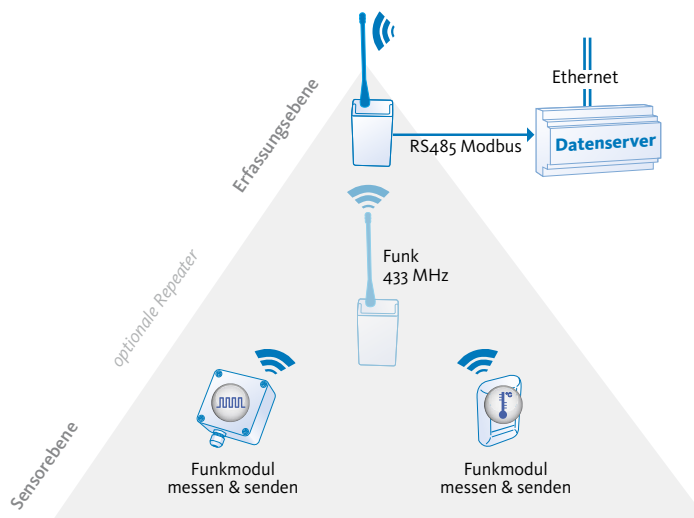 Ethernet
Datenserver
RS485 Modbus
Erfassungsebene
Funk
433 MHz
optionale Repeater
°C
Sensorebene
Funkmodul
messen & senden
Funkmodul
messen & senden